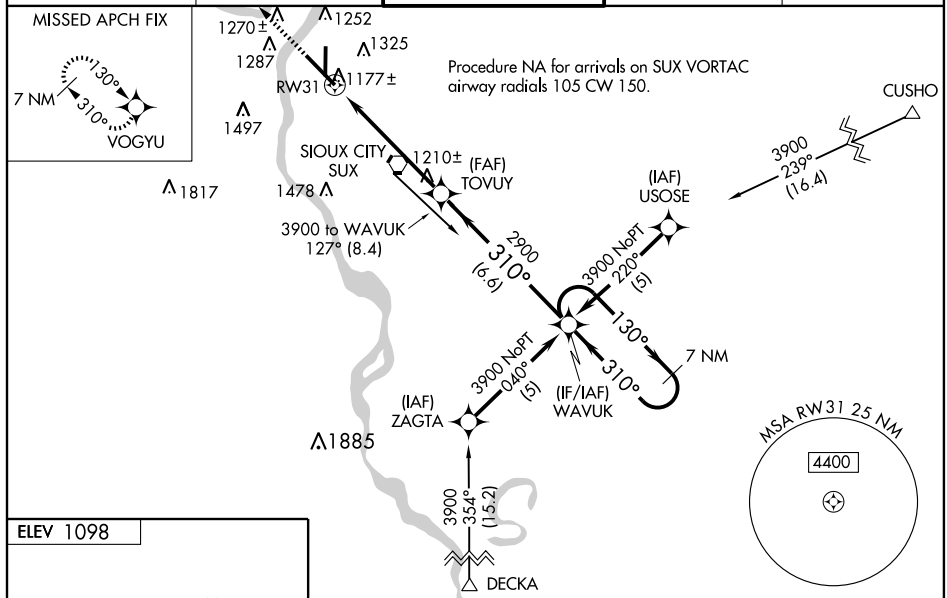 MISSED APCH FIX
130°
7 NM
310°
VOGYU
1270±
1252
1287
1325
RW31
1177±
1497
Procedure NA for arrivals on SUX VORTAC
airway radials 105 CW 150.
CUSHO
3900
239°
(16.4)
SIOUX CITY
SUX
1210±
(FAF)
TOVUY
(IAF)
USOSE
1817
1478
3900 to WAVUK
127° (8.4)
2900
310°
(6.6)
3900 NoPT
220°
(5)
130°
7 NM
310°
3900 NoPT
040°
(5)
(IF/IAF)
WAVUK
(IAF)
ZAGTA
1885
MSA RW31 25 NM
4400
3900
354°
(15.2)
ELEV 1098
DECKA